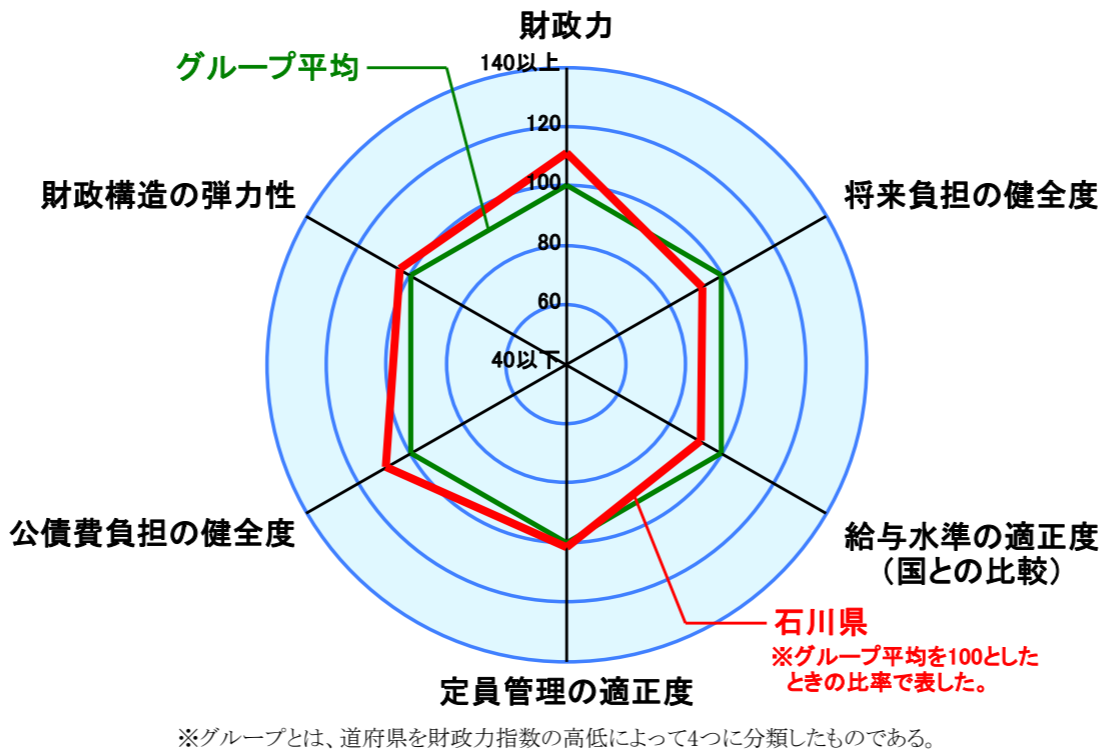 財政力
グループ平均
140以上
120
100
80
60
40以下
財政構造の弾力性
将来負担の健全度
公債費負担の健全度
給与水準の適正度
（国との比較）
石川県
※グループ平均を100とした
ときの比率で表した。
定員管理の適正度
※グループとは、道府県を財政力指数の高低によって4つに分類したものである。